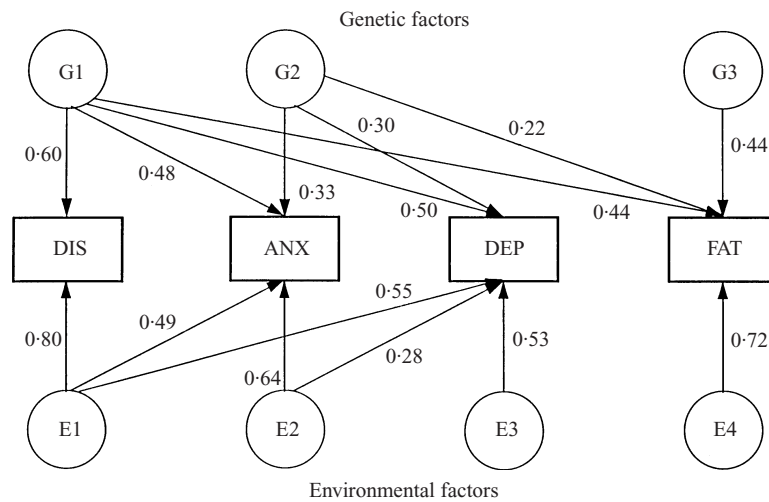 Genetic factors
G1 G2 G3
0·60 0·48 0·33 0·30 0·50 0·22 0·44 0·44
DIS ANX DEP FAT
0·80 0·49 0·64 0·55 0·28 0·53 0·72
E1 E2 E3 E4
Environmental factors